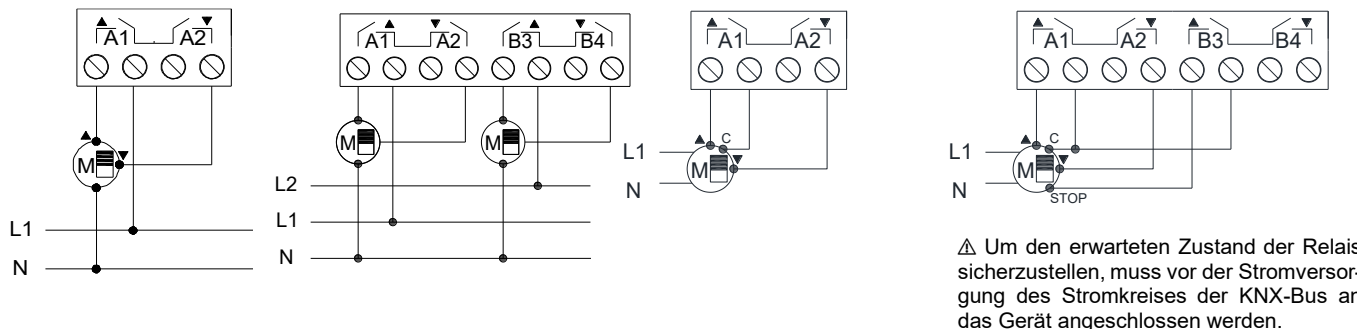 A1 A2
M
L1
N
A1 A2 B3 B4
M M
L2
L1
N
A1 A2
C
L1
M
N
A1 A2 B3 B4
C
L1
M
N
STOP
⚠ Um den erwarteten Zustand der Relais
sicherzustellen, muss vor der Stromversor-
gung des Stromkreises der KNX-Bus an
das Gerät angeschlossen werden.